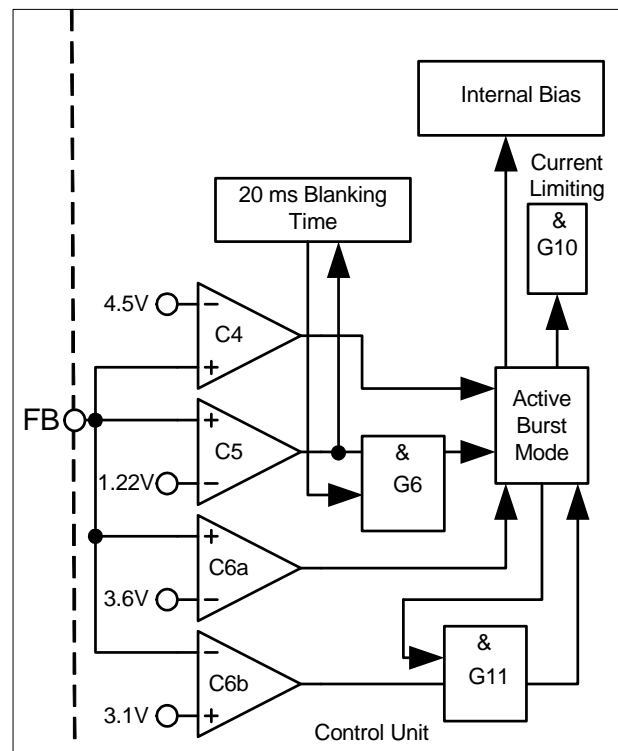 Internal Bias
Current
Limiting
20 ms Blanking
Time
&
G10
4.5V
−
C4
+
FB
+
C5
−
1.22V
&
G6
Active
Burst
Mode
+
C6a
−
3.6V
−
C6b
+
3.1V
&
G11
Control Unit